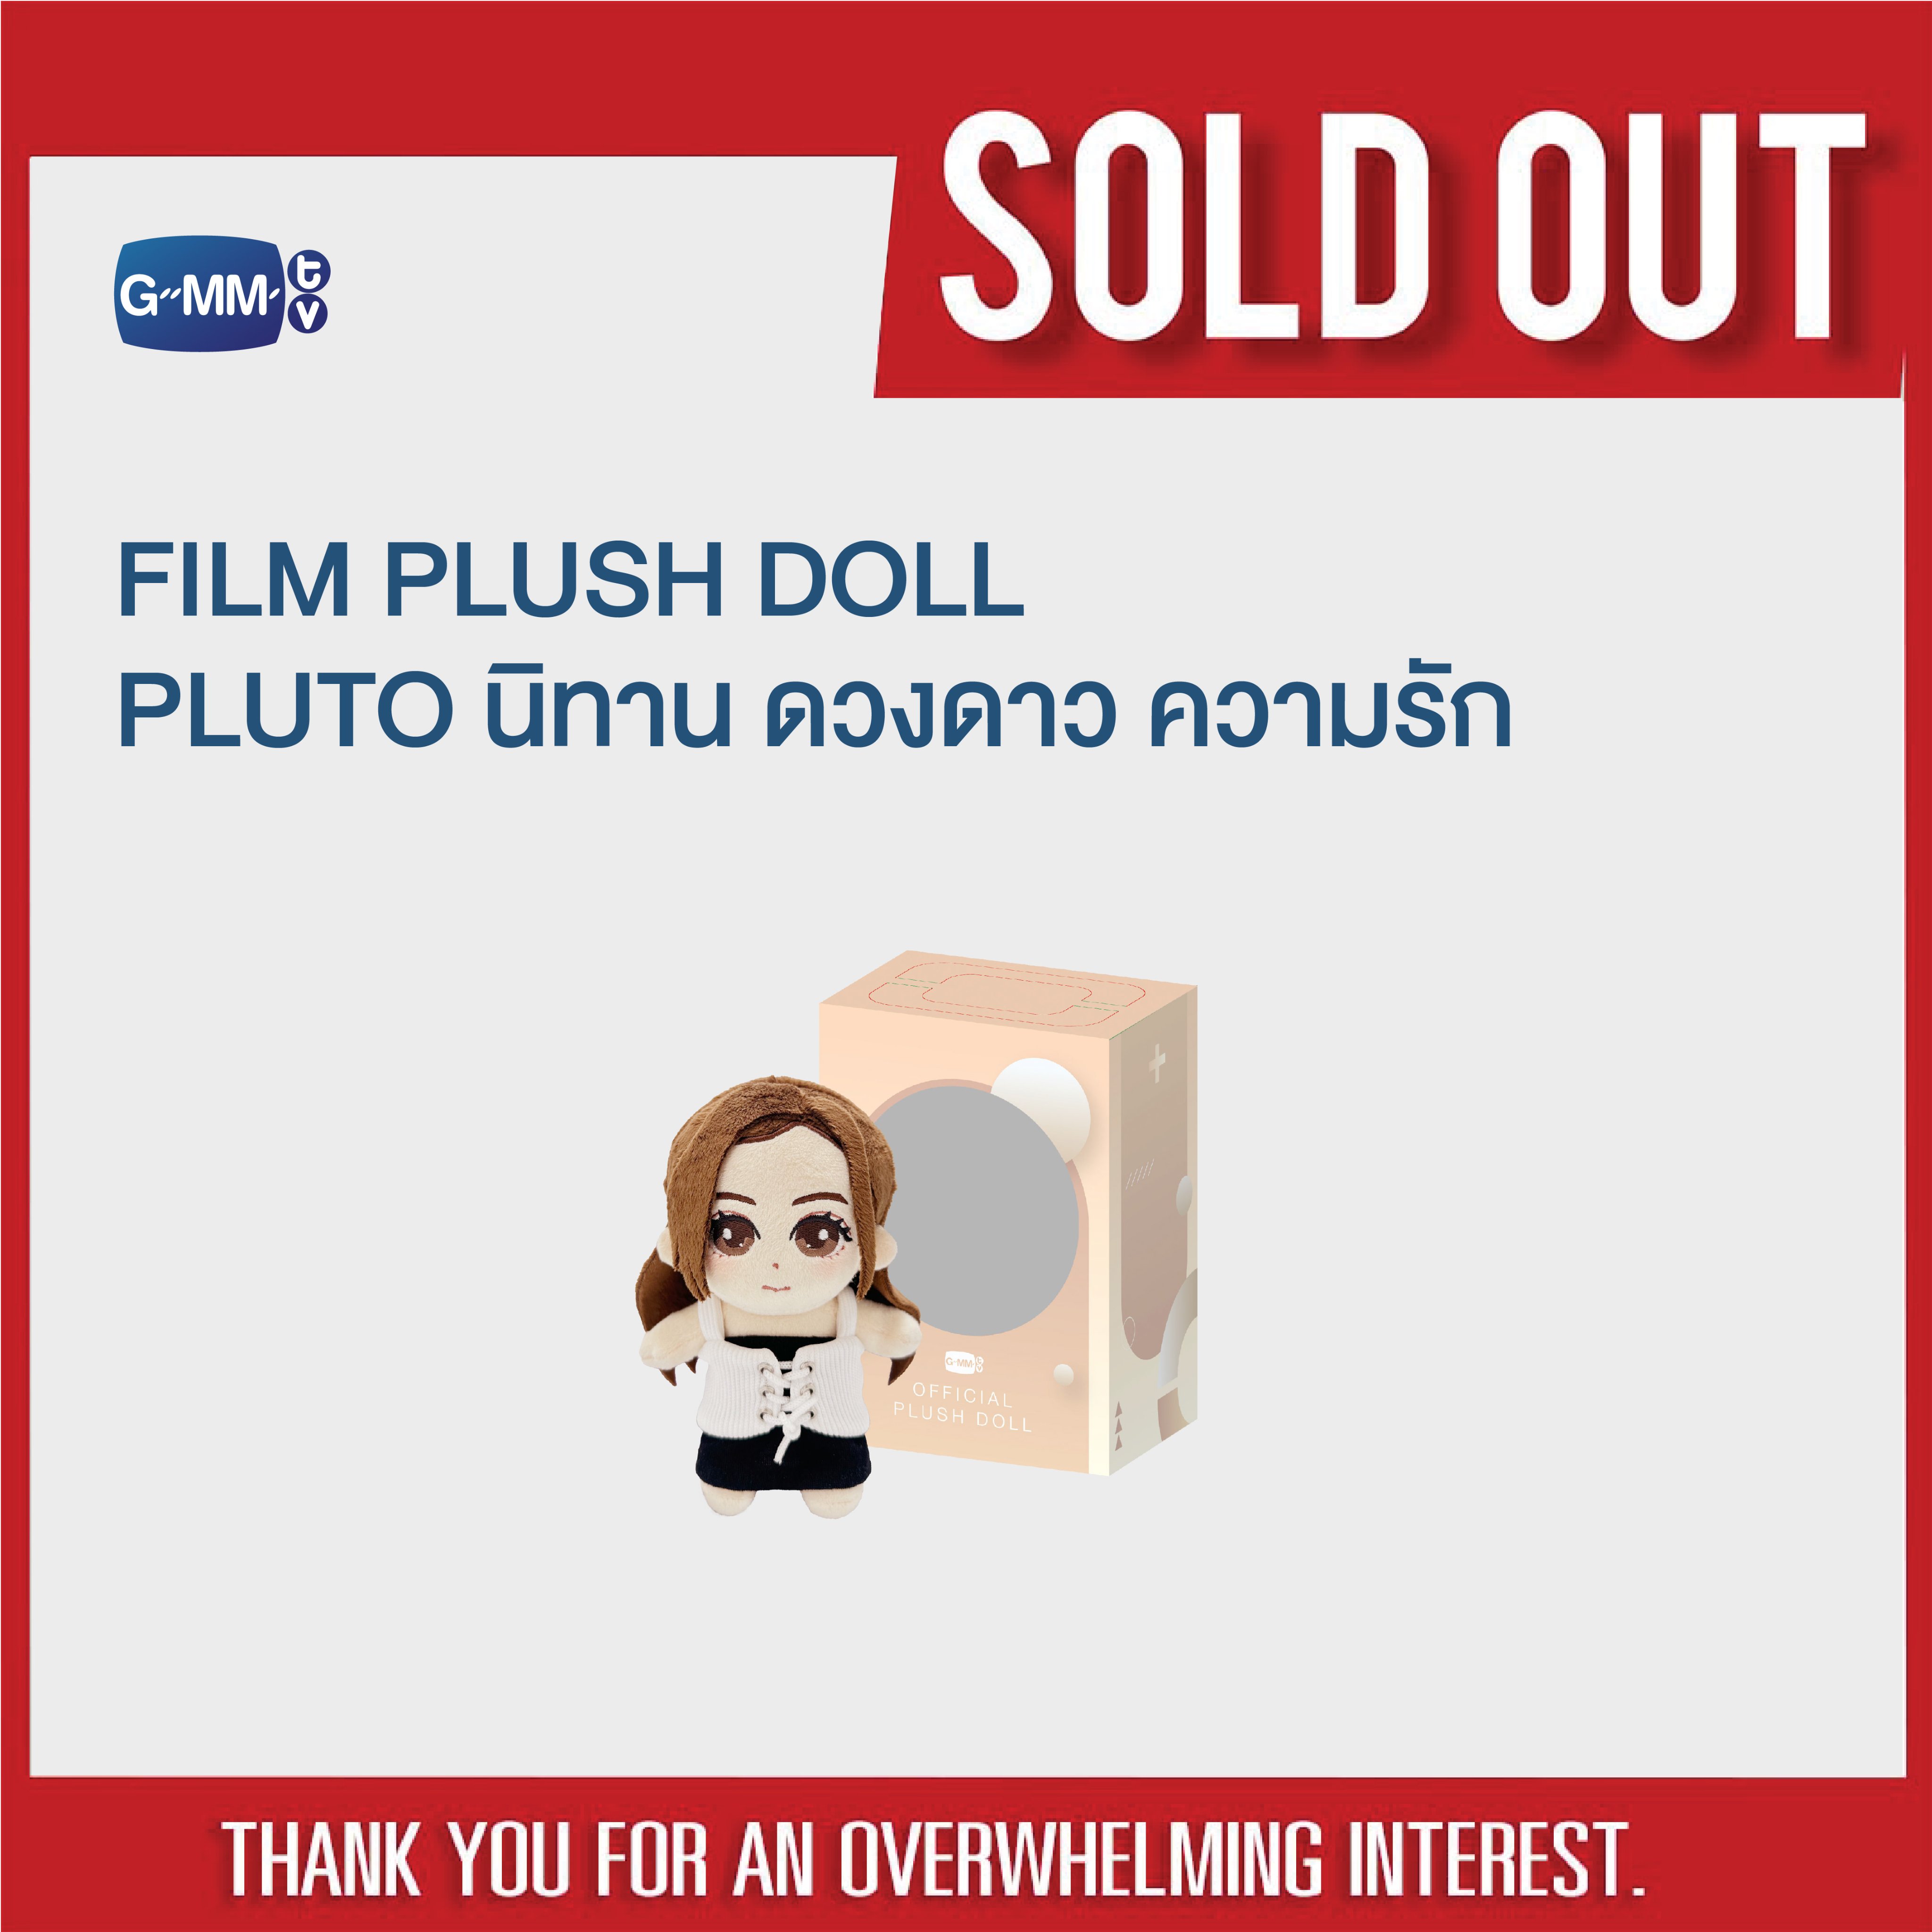 SOLD OUT
GMM tv
FILM PLUSH DOLL
PLUTO นิทาน ดวงดาว ความรัก
GMM tv
OFFICIAL
PLUSH DOLL
THANK YOU FOR AN OVERWHELMING INTEREST.